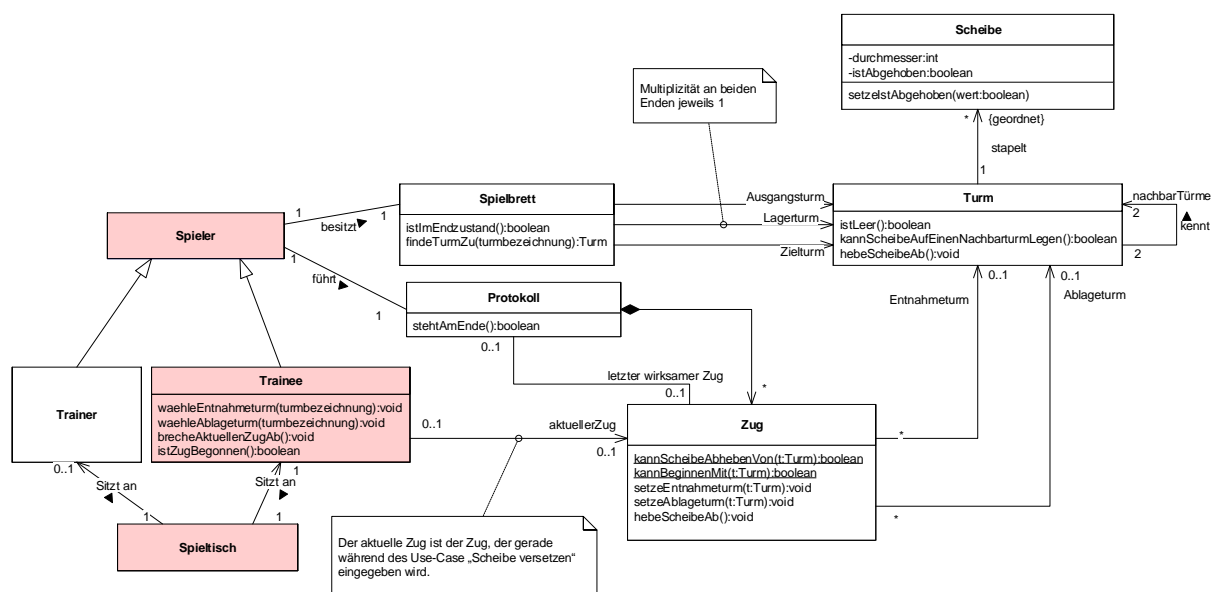 Scheibe
-durchmesser:int
-istAbgehoben:boolean
setzeIstAbgehoben(wert:boolean)
Multiplizität an beiden
Enden jeweils 1
* {geordnet}
stapelt
1
Spielbrett
istImEndzustand():boolean
findeTurmZu(turmbezeichnung):Turm
Ausgangsturm
Lagerturm
Zielturm
Turm
istLeer():boolean
kannScheibeAufEinenNachbarturmLegen():boolean
hebeScheibeAb():void
nachbarTürme
2
kennt
2
Spieler
1
besitzt
1
1
führt
1
Protokoll
stehtAmEnde():boolean
0..1
letzter wirksamer Zug
0..1
*
0..1
Entnahmeturm
0..1
Ablageturm
Trainer
Trainee
waehleEntnahmeturm(turmbezeichnung):void
waehleAblageturm(turmbezeichnung):void
brecheAktuellenZugAb():void
istZugBegonnen():boolean
0..1
aktuellerZug
0..1
Zug
kannScheibeAbhebenVon(t:Turm):boolean
kannBeginnenMit(t:Turm):boolean
setzeEntnahmeturm(t:Turm):void
setzeAblageturm(t:Turm):void
hebeScheibeAb():void
*
*
0..1
Sitzt an
1
1
Sitzt an
1
Spieltisch
Der aktuelle Zug ist der Zug, der gerade
während des Use-Case „Scheibe versetzen“
eingegeben wird.